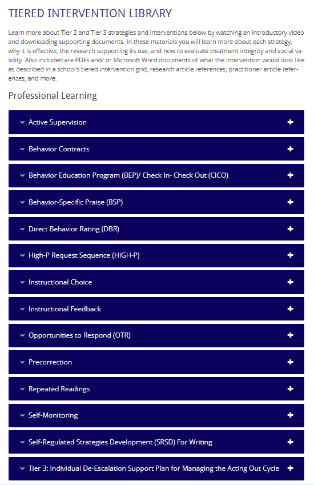 TIERED INTERVENTION LIBRARY
Learn more about Tier 2 and Tier 3 strategies and interventions below by watching an introductory video
and downloading supporting documents. In these materials you will learn more about each strategy,
why it is effective, the research supporting its use, and how to evaluate treatment integrity and social va-
lidity. Also included are PDFs and/ or Microsoft Word documents of what the intervention would look like
as described in a school's tiered intervention grid, research article references, practitioner article refer-
ences, and more.
Professional Learning
Active Supervision
Behavior Contracts
Behavior Education Program (BEP)/ Check In- Check Out (CICO)
Behavior-Specific Praise (BSP)
Direct Behavior Rating (DBR)
High-P Request Sequence (HIGH-P)
Instructional Choice
Instructional Feedback
Opportunities to Respond (OTR)
Precorrection
Repeated Readings
Self-Monitoring
Self-Regulated Strategies Development (SRSD) For Writing
Tier 3: Individual De-Escalation Support Plan for Managing the Acting Out Cycle